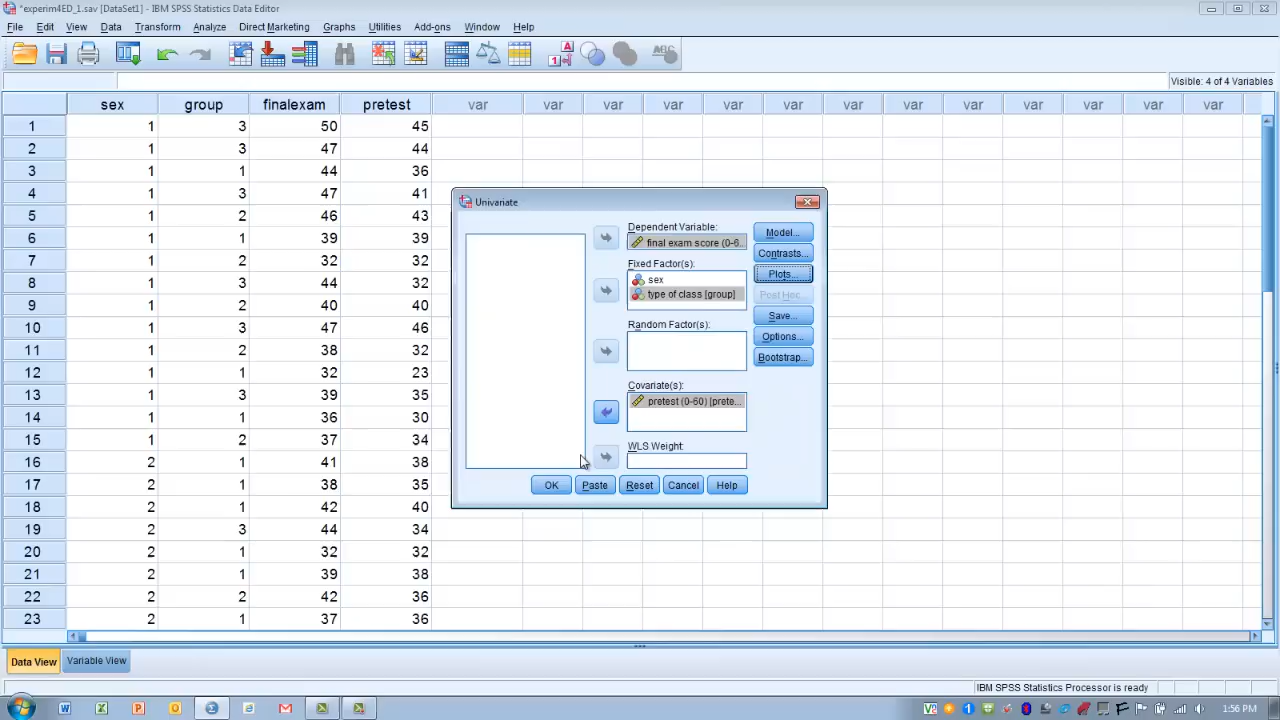 *experim4ED_1.sav [DataSet1] - IBM SPSS Statistics Data Editor
File Edit View Data Transform Analyze Direct Marketing Graphs Utilities Add-ons Window Help
Visible: 4 of 4 Variables
sex group finalexam pretest var var var var var var var var var var var var var
1 1 3 50 45
2 1 3 47 44
3 1 1 44 36
4 1 3 47 41
5 1 2 46 43
6 1 1 39 39
7 1 2 32 32
8 1 3 44 32
9 1 2 40 40
10 1 3 47 46
11 1 2 38 32
12 1 1 32 23
13 1 3 39 35
14 1 1 36 30
15 1 2 37 34
16 2 1 41 38
17 2 1 38 35
18 2 1 42 40
19 2 3 44 34
20 2 1 32 32
21 2 1 39 38
22 2 2 42 36
23 2 1 37 36
Univariate
Dependent Variable:
final exam score (0-6...
Fixed Factor(s):
sex
type of class [group]
Random Factor(s):
Covariate(s):
pretest (0-60) [prete...
WLS Weight:
Model...
Contrasts...
Plots...
Post Hoc...
Save...
Options...
Bootstrap...
OK Paste Reset Cancel Help
Data View Variable View
IBM SPSS Statistics Processor is ready
1:56 PM